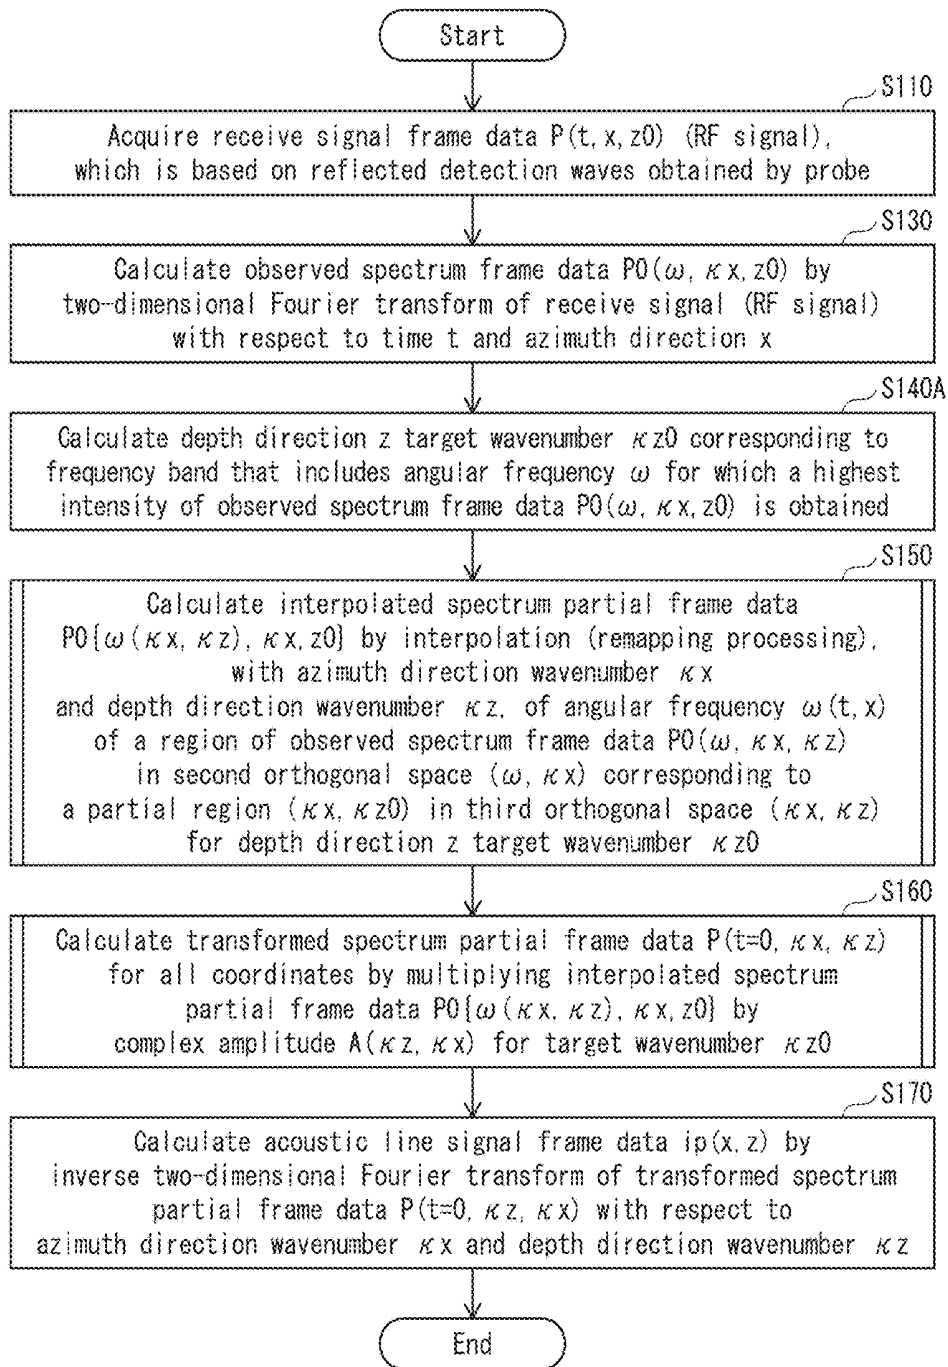 Start
S110
Acquire receive signal frame data P(t, x, z0) (RF signal),
which is based on reflected detection waves obtained by probe
S130
Calculate observed spectrum frame data PO(ω, κx, z0) by
two-dimensional Fourier transform of receive signal (RF signal)
with respect to time t and azimuth direction x
S140A
Calculate depth direction z target wavenumber κz0 corresponding to
frequency band that includes angular frequency ω for which a highest
intensity of observed spectrum frame data PO(ω, κx, z0) is obtained
S150
Calculate interpolated spectrum partial frame data
PO{ω(κx, κz), κx, z0} by interpolation (remapping processing),
with azimuth direction wavenumber κx
and depth direction wavenumber κz, of angular frequency ω(t, x)
of a region of observed spectrum frame data PO(ω, κx, κz)
in second orthogonal space (ω, κx) corresponding to
a partial region (κx, κz0) in third orthogonal space (κx, κz)
for depth direction z target wavenumber κz0
S160
Calculate transformed spectrum partial frame data P(t=0, κx, κz)
for all coordinates by multiplying interpolated spectrum
partial frame data PO{ω(κx, κz), κx, z0} by
complex amplitude A(κz, κx) for target wavenumber κz0
S170
Calculate acoustic line signal frame data ip(x, z) by
inverse two-dimensional Fourier transform of transformed spectrum
partial frame data P(t=0, κz, κx) with respect to
azimuth direction wavenumber κx and depth direction wavenumber κz
End